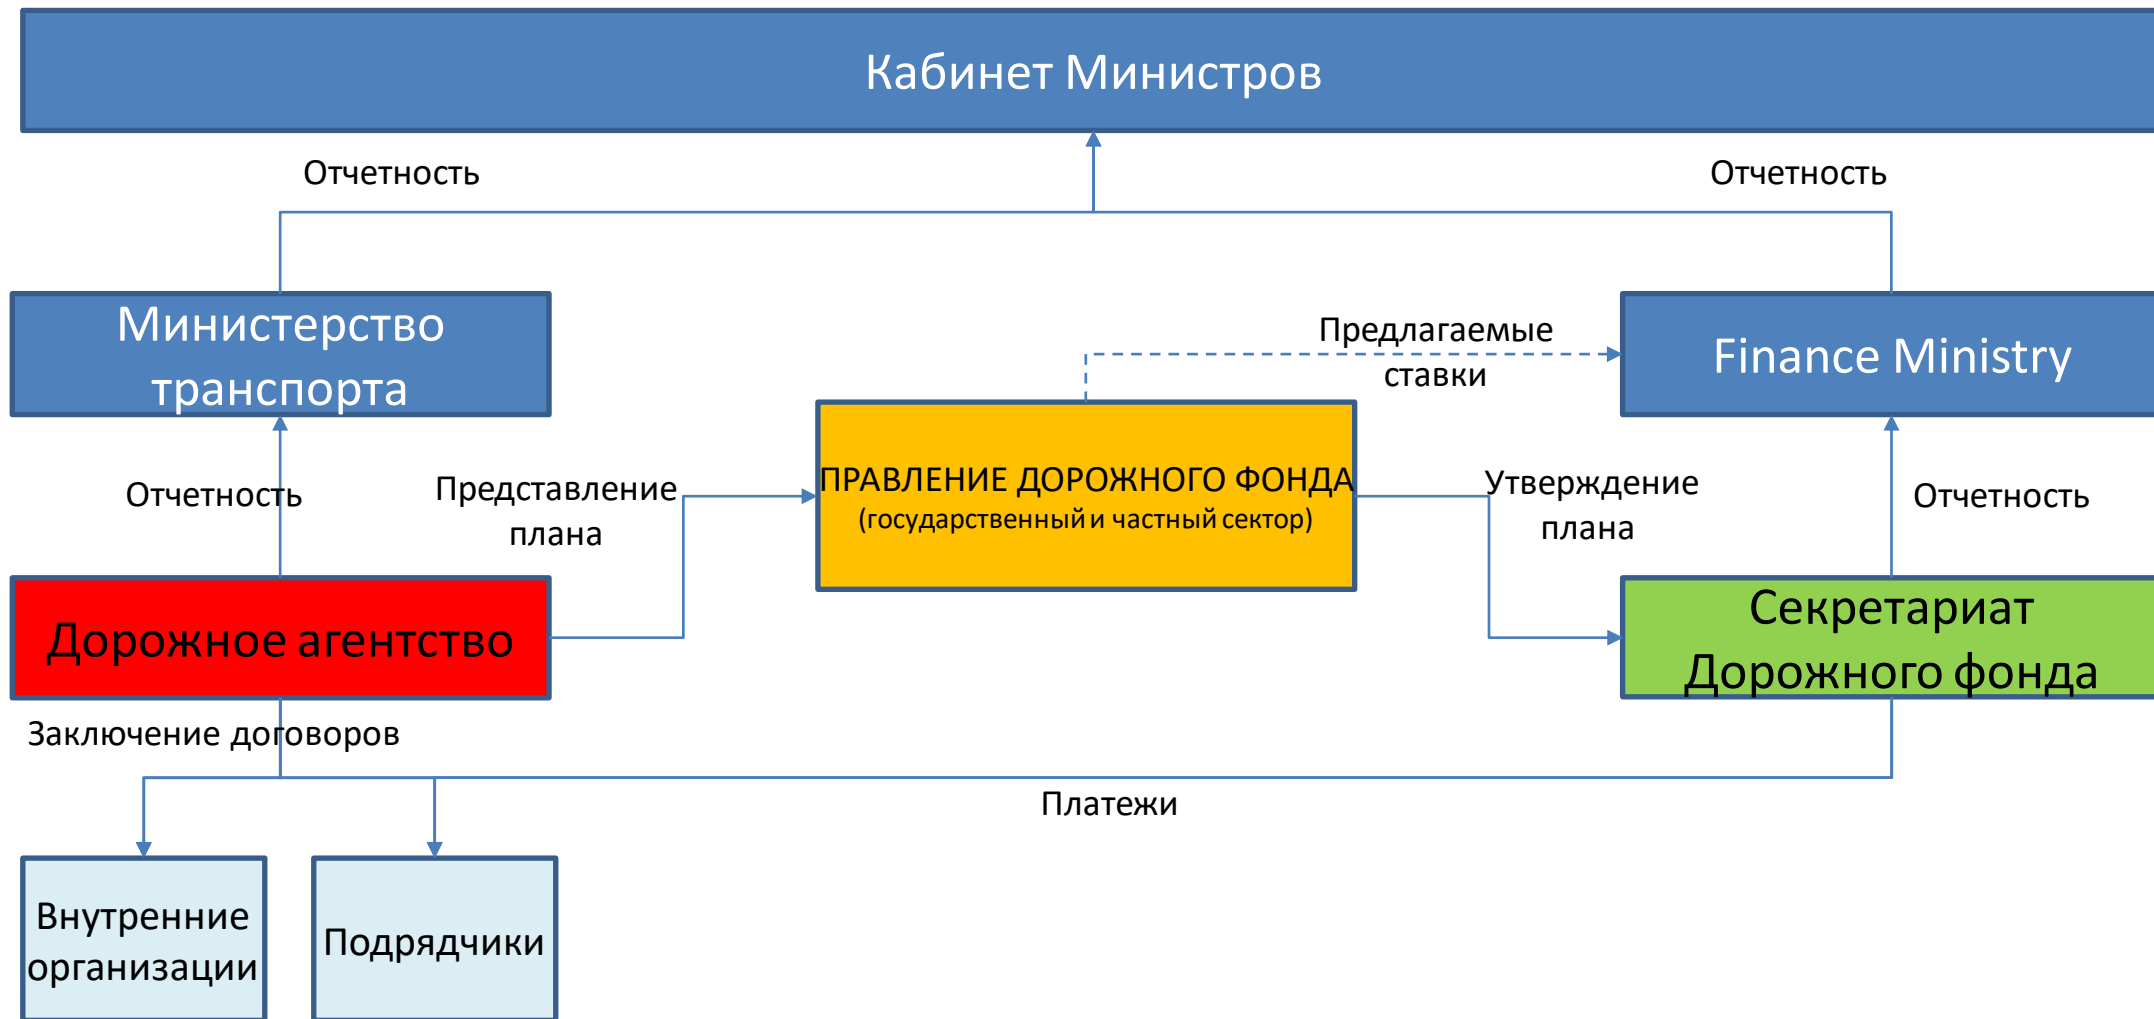 Кабинет Министров
Отчетность
Отчетность
Министерство
транспорта
Предлагаемые
ставки
Finance Ministry
Отчетность
Представление
плана
ПРАВЛЕНИЕ ДОРОЖНОГО ФОНДА
(государственный и частный сектор)
Утверждение
плана
Отчетность
Дорожное агентство
Секретариат
Дорожного фонда
Заключение договоров
Платежи
Внутренние
организации
Подрядчики